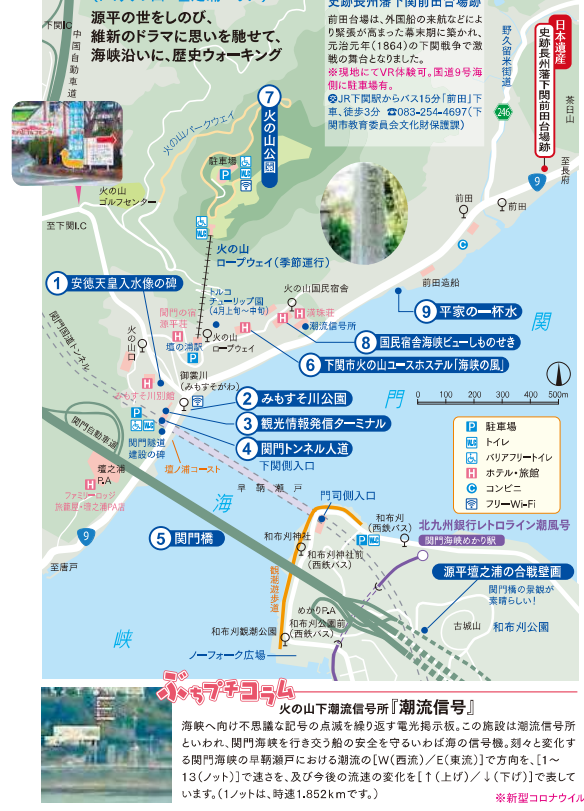 源平の世をしのび、
維新のドラマに思いを馳せて、
海峡沿いに、歴史ウォーキング
史跡長州藩下関前田台場跡
前田台場は、外国船の来航などによ
り緊張が高まった幕末期に築かれ、
元治元年(1864)の下関戦争で激
戦の舞台となりました。
※現地にてVR体験可。国道9号海
側に駐車場有。
交JR下関駅からバス15分「前田」下
車、徒歩3分 ☎083-254-4697(下
関市教育委員会文化財保護課)
日本遺産
史跡長州藩下関前田台場跡
野久留米街道
246
茶臼山
至長府
9
下関IC
中国自動車道
火の山パークウェイ
⑦火の山公園
駐車場
P
W.C
Wi-Fi
火の山
ゴルフセンター
至下関I.C
前田
前田
火の山
ロープウェイ(季節運行)
①安徳天皇入水像の碑
トルコ
チューリップ園
(4月上旬〜中旬)
火の山国民宿舎
満珠荘
潮流信号所
前田造船
⑨平家の一杯水
関門の宿
源平荘
壇の浦駅
火の山
ロープウェイ
⑧国民宿舎海峡ビューしものせき
⑥下関市火の山ユースホステル「海峡の風」
関門国道トンネル
火の山口
御裳川
(みもすそがわ)
みもすそ川別館
②みもすそ川公園
③観光情報発信ターミナル
④関門トンネル人道
下関側入口
関門隧道
建設の碑
壇ノ浦コースト
関門自動車道
壇之浦
P.A
ファミリーロッジ
旅籠屋・壇之浦PA店
9
至唐戸
⑤関門橋
関
門
海
峡
早鞆瀬戸
0 100 200 300 400 500m
P 駐車場
W.C トイレ
バリアフリートイレ
H ホテル・旅館
C コンビニ
フリーWi-Fi
門司側入口
和布刈神社
和布刈
(西鉄バス)
P W.C
和布刈神社前
(西鉄バス)
観潮遊歩道
北九州銀行レトロライン潮風号
関門海峡めかり駅
源平壇之浦の合戦壁画
関門橋の景観が
素晴らしい!
めかりP.A
和布刈公園前
(西鉄バス)
和布刈観潮公園
古城山
和布刈公園
ノーフォーク広場
ぶちプチコラム
火の山下潮流信号所『潮流信号』
海峡へ向け不思議な記号の点滅を繰り返す電光掲示板。この施設は潮流信号所
といわれ、関門海峡を行き交う船の安全を守るいわば海の信号機。刻々と変化す
る関門海峡の早鞆瀬戸における潮流の[W(西流)/E(東流)]で方向を、[1〜
13(ノット)]で速さを、及び今後の流速の変化を[↑(上げ)/↓(下げ)]で表して
います。(1ノットは、時速1.852kmです。)
※新型コロナウイル